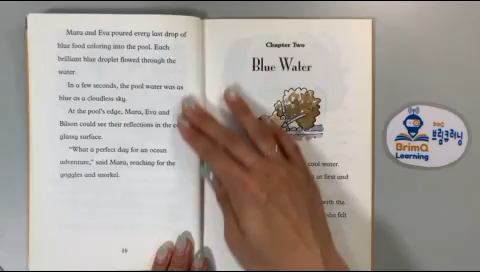 Mara and Eva poured every last drop of
blue food coloring into the pool. Each
brilliant blue droplet flowed through the
water.
In a few seconds, the pool water was as
blue as a cloudless sky.
At the pool's edge, Mara, Eva and
Bilson could see their reflections in the
glassy surface.
"What a perfect day for an ocean
adventure," said Mara, reaching for the
goggles and snorkel.
Chapter Two
Blue Water
cool water.
at first and
with the
she felt
브림큐러닝
BrimQ
Learning